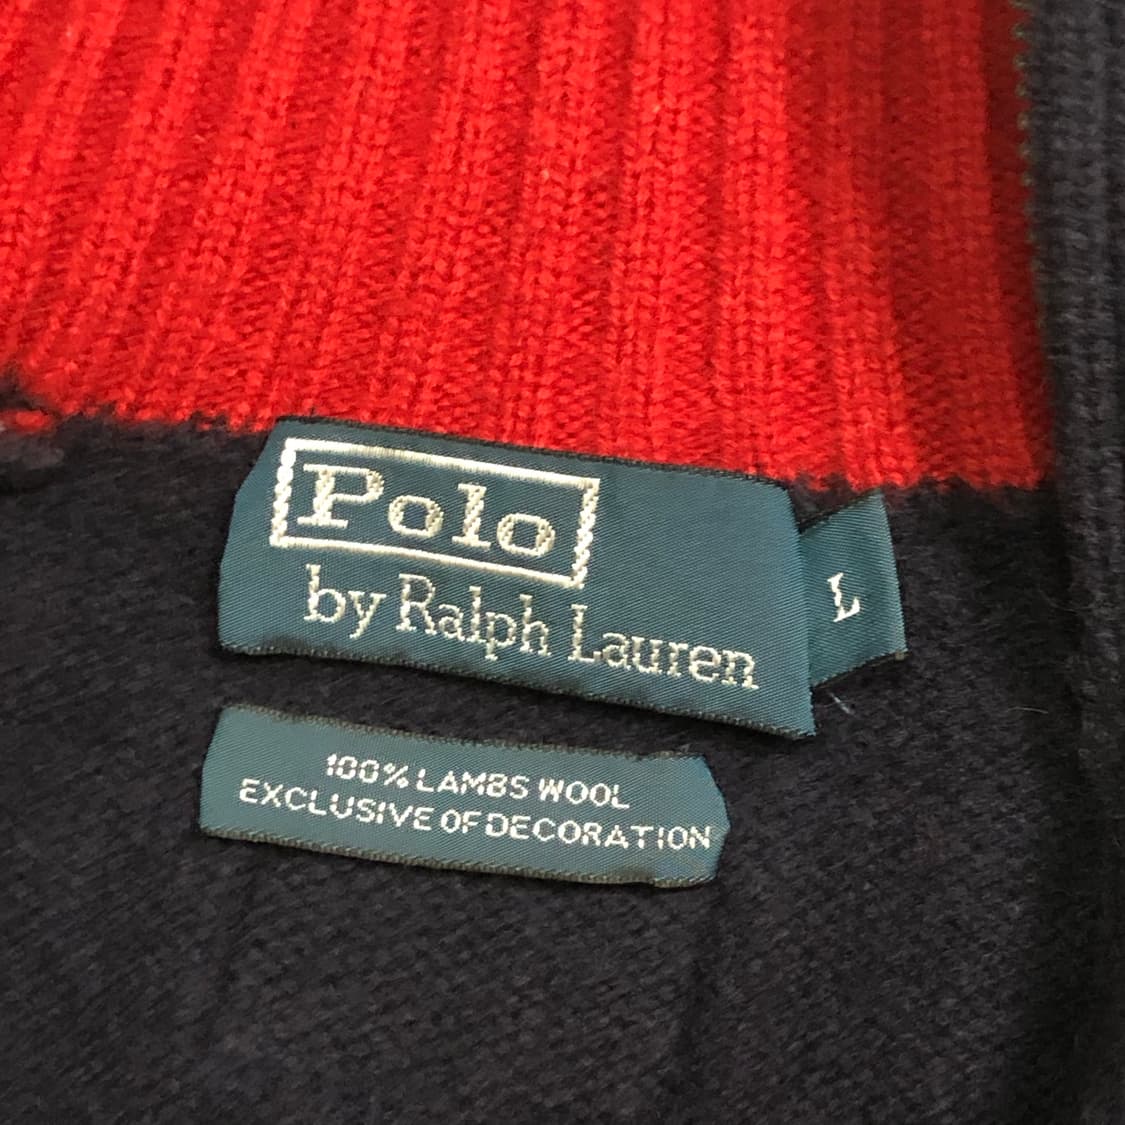 Polo
by Ralph Lauren
L
100% LAMBS WOOL
EXCLUSIVE OF DECORATION